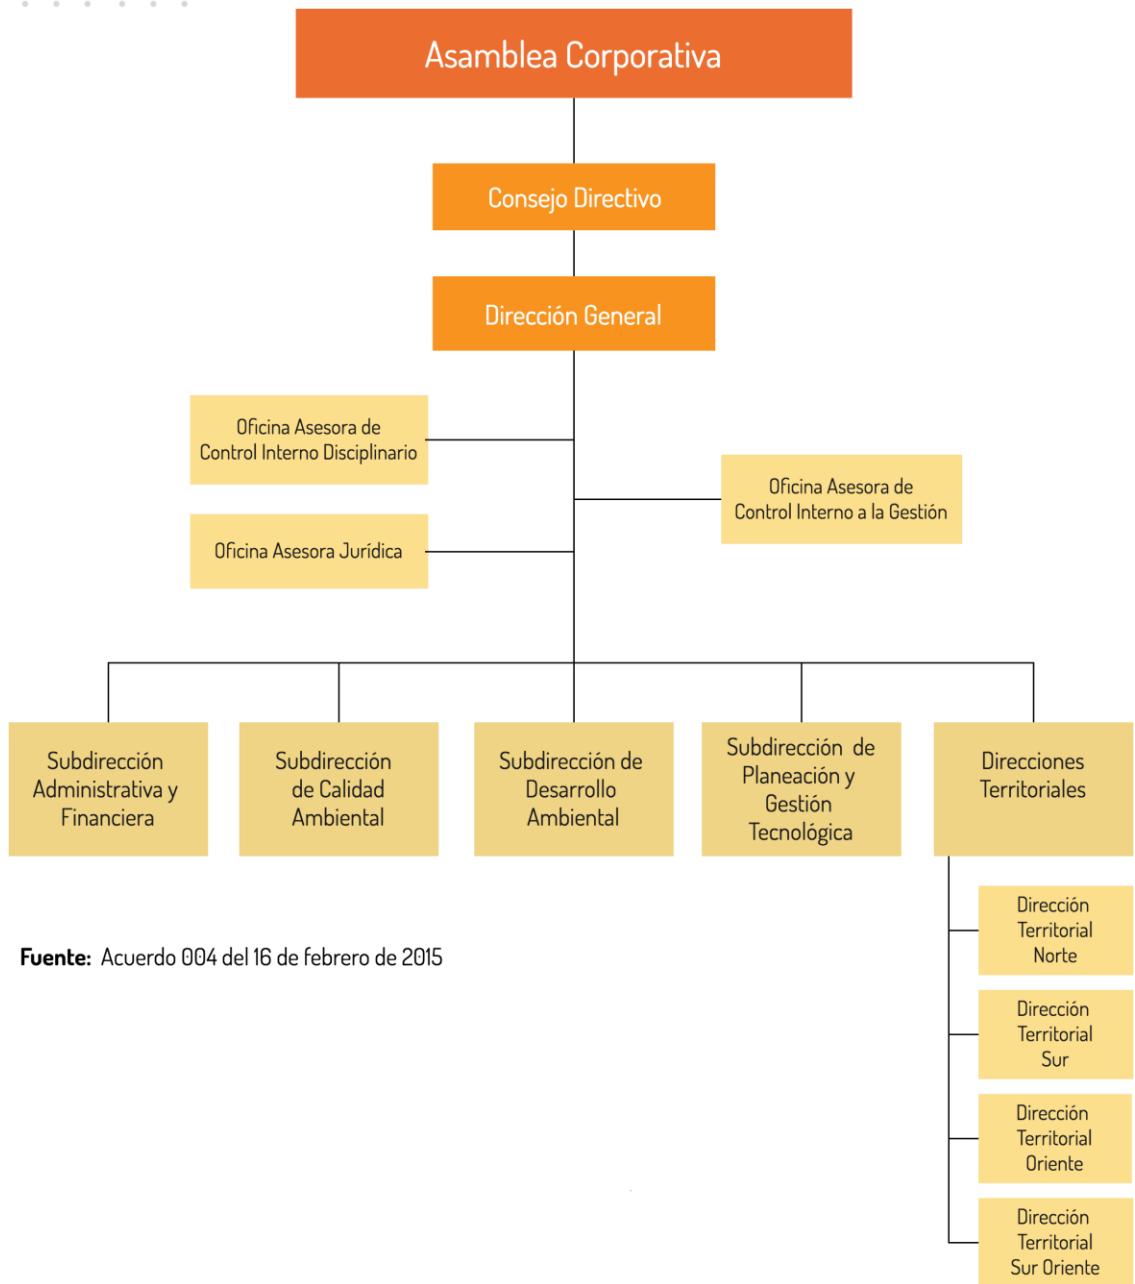 Asamblea Corporativa
Consejo Directivo
Dirección General
Oficina Asesora de
Control Interno Disciplinario
Oficina Asesora de
Control Interno a la Gestión
Oficina Asesora Jurídica
Subdirección
Administrativa y
Financiera
Subdirección
de Calidad
Ambiental
Subdirección de
Desarrollo
Ambiental
Subdirección de
Planeación y
Gestión
Tecnológica
Direcciones
Territoriales
Dirección
Territorial
Norte
Fuente: Acuerdo 004 del 16 de febrero de 2015
Dirección
Territorial
Sur
Dirección
Territorial
Oriente
Dirección
Territorial
Sur Oriente